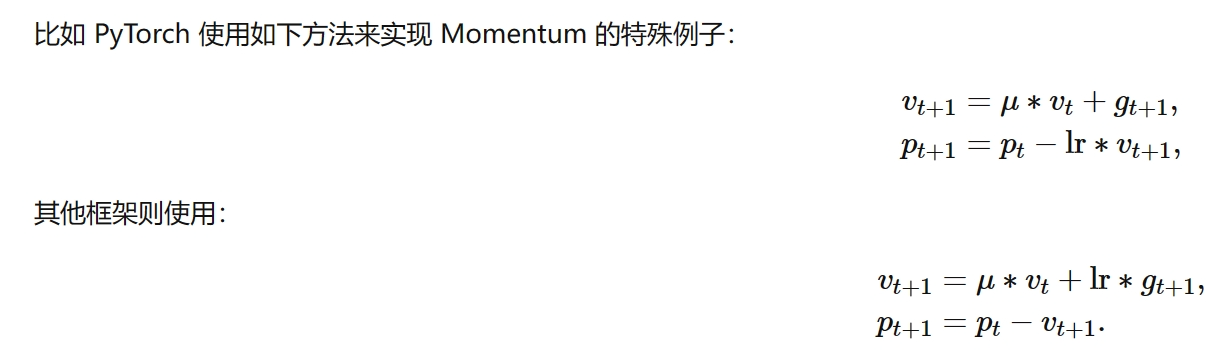 比如 PyTorch 使用如下方法来实现 Momentum 的特殊例子：
v_{t+1} = μ * v_t + g_{t+1},
p_{t+1} = p_t − lr * v_{t+1},
其他框架则使用：
v_{t+1} = μ * v_t + lr * g_{t+1},
p_{t+1} = p_t − v_{t+1}.